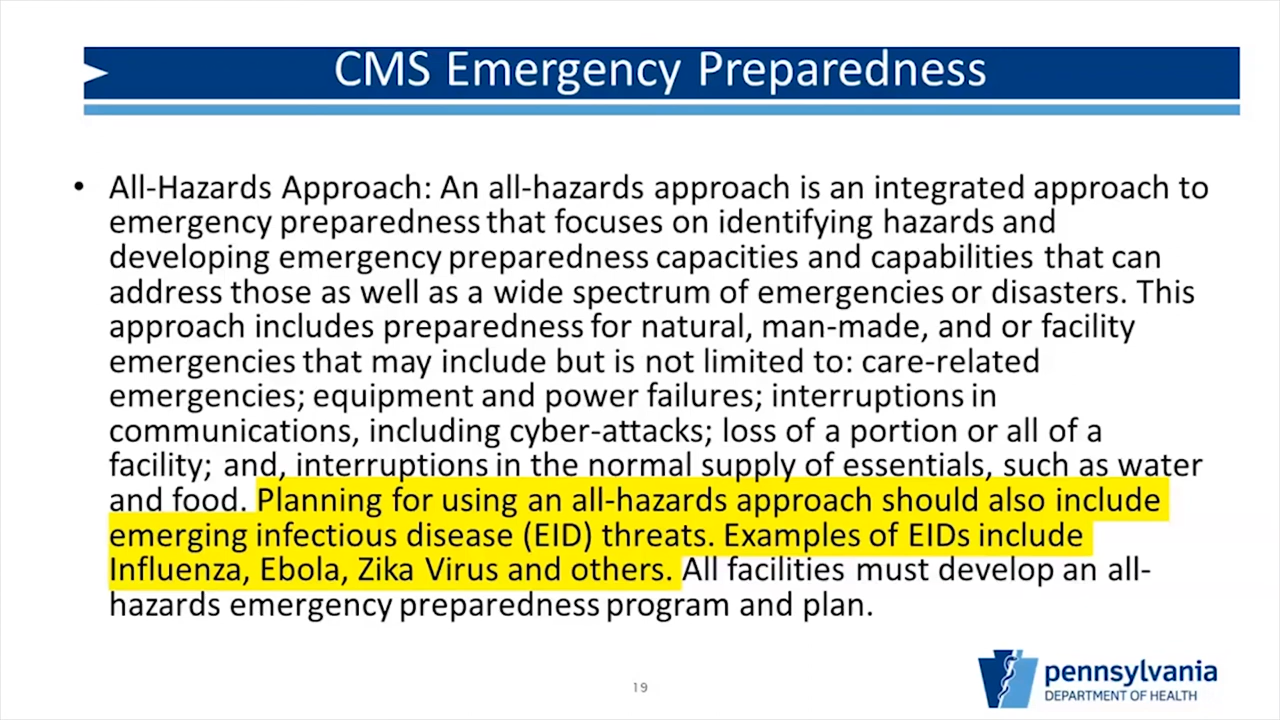 CMS Emergency Preparedness
• All-Hazards Approach: An all-hazards approach is an integrated approach to
emergency preparedness that focuses on identifying hazards and
developing emergency preparedness capacities and capabilities that can
address those as well as a wide spectrum of emergencies or disasters. This
approach includes preparedness for natural, man-made, and or facility
emergencies that may include but is not limited to: care-related
emergencies; equipment and power failures; interruptions in
communications, including cyber-attacks; loss of a portion or all of a
facility; and, interruptions in the normal supply of essentials, such as water
and food. Planning for using an all-hazards approach should also include
emerging infectious disease (EID) threats. Examples of EIDs include
Influenza, Ebola, Zika Virus and others. All facilities must develop an all-
hazards emergency preparedness program and plan.
19
pennsylvania
DEPARTMENT OF HEALTH